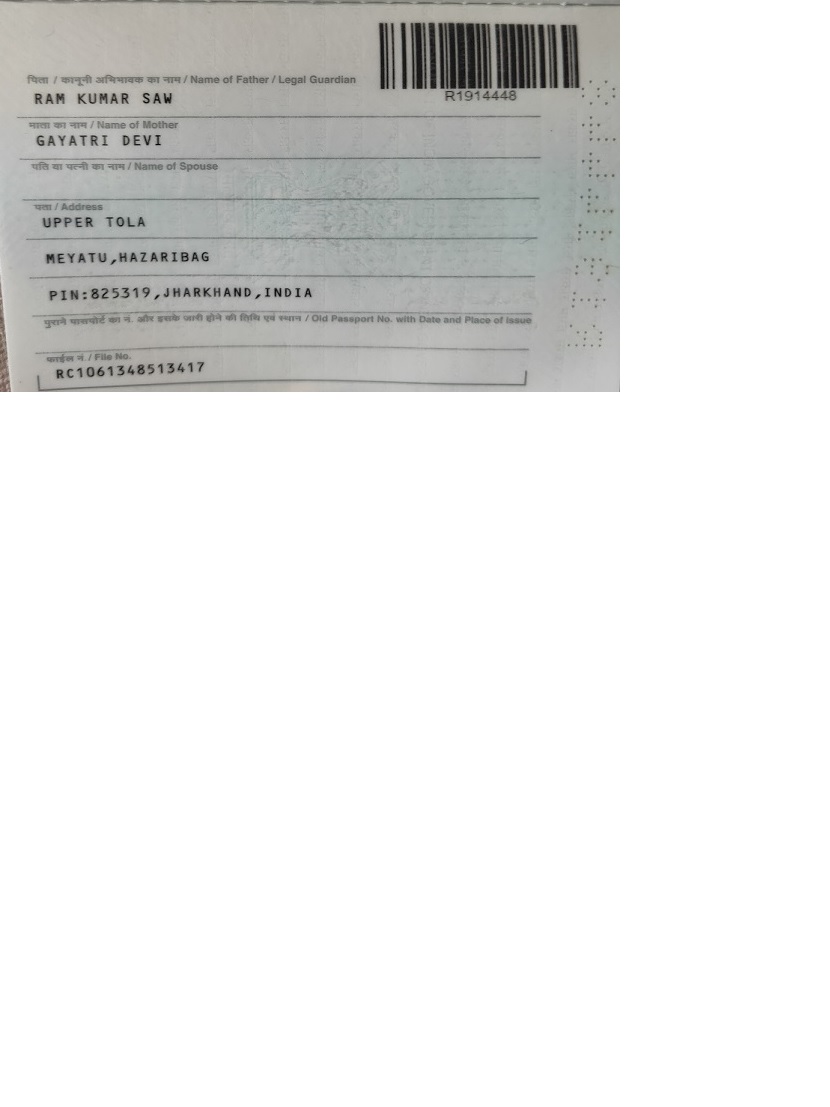 पिता / कानूनी अभिभावक का नाम / Name of Father / Legal Guardian
RAM KUMAR SAW
R1914448
माता का नाम / Name of Mother
GAYATRI DEVI
पति या पत्नी का नाम / Name of Spouse
पता / Address
UPPER TOLA
MEYATU,HAZARIBAG
PIN:825319,JHARKHAND,INDIA
पुराने पासपोर्ट का नं. और इसके जारी होने की तिथि एवं स्थान / Old Passport No. with Date and Place of Issue
फाईल नं. / File No.
RC1061348513417